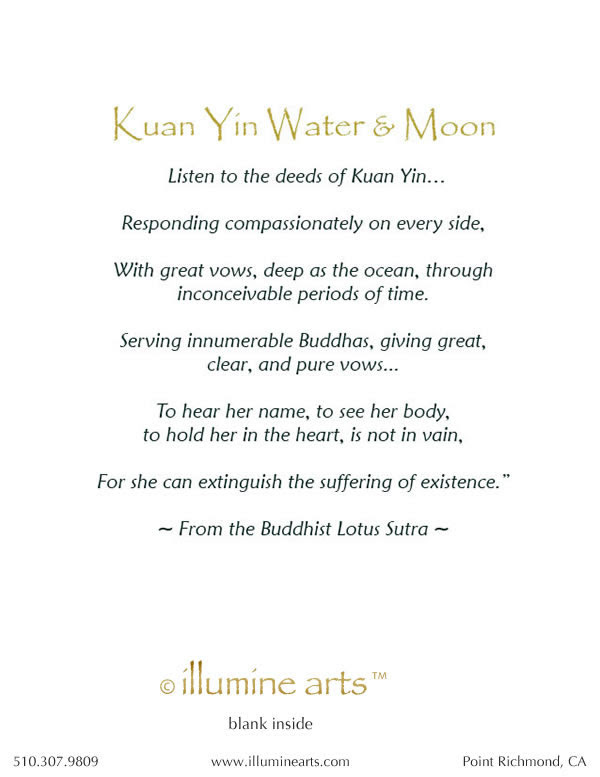 Kuan Yin Water & Moon
Listen to the deeds of Kuan Yin...
Responding compassionately on every side,
With great vows, deep as the ocean, through
inconceivable periods of time.
Serving innumerable Buddhas, giving great,
clear, and pure vows...
To hear her name, to see her body,
to hold her in the heart, is not in vain,
For she can extinguish the suffering of existence.”
~ From the Buddhist Lotus Sutra ~
© illumine arts™
blank inside
510.307.9809 www.illuminearts.com Point Richmond, CA